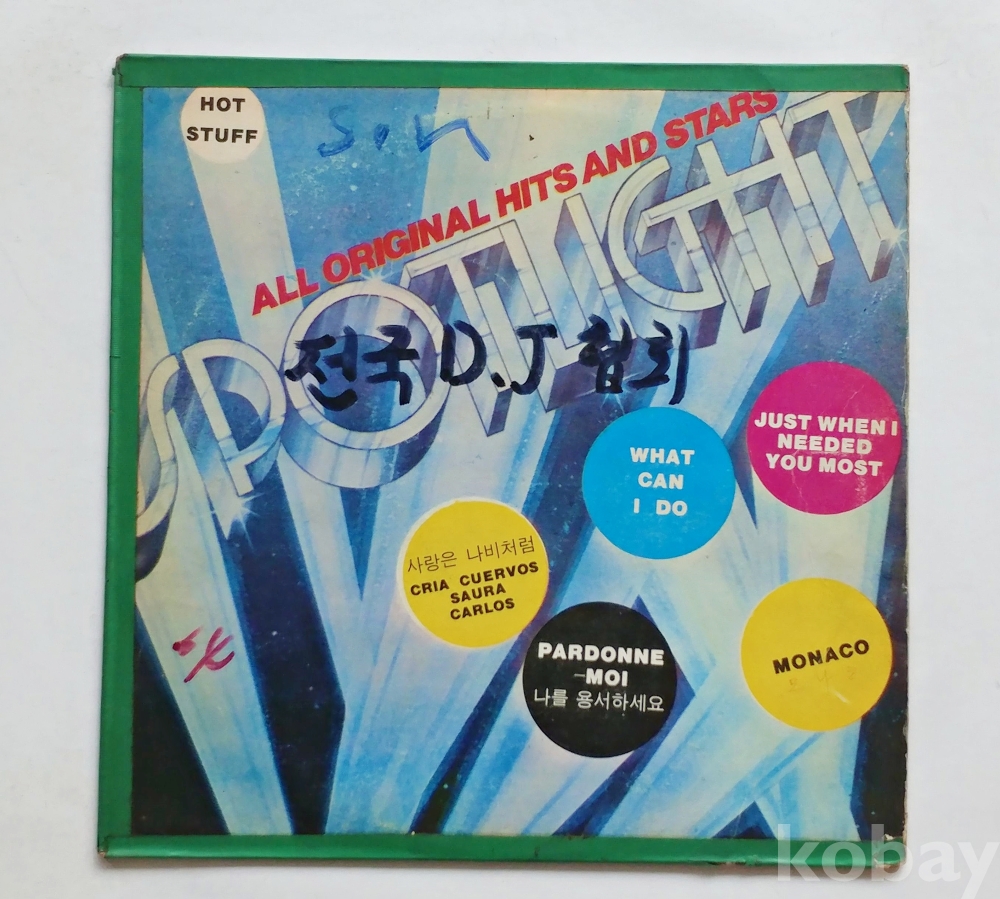 HOT
STUFF
ALL ORIGINAL HITS AND STARS
SPOTLIGHT
전국 D.J 협회
JUST WHEN I
NEEDED
YOU MOST
WHAT
CAN
I DO
사랑은 나비처럼
CRIA CUERVOS
SAURA
CARLOS
PARDONNE
-MOI
나를 용서하세요
MONACO
kobay